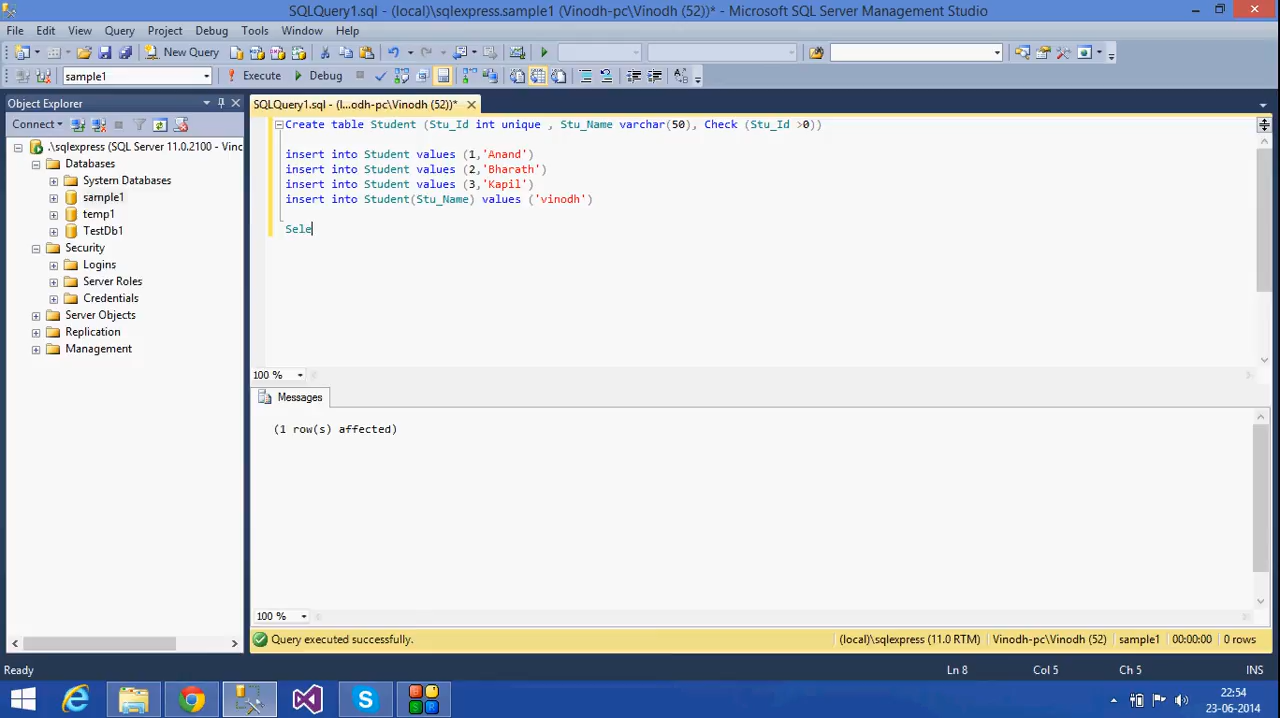 SQLQuery1.sql - (local)\sqlexpress.sample1 (Vinodh-pc\Vinodh (52))* - Microsoft SQL Server Management Studio
File Edit View Query Project Debug Tools Window Help
New Query
sample1 Execute Debug
Object Explorer
SQLQuery1.sql - (l...odh-pc\Vinodh (52))*
Connect
.\sqlexpress (SQL Server 11.0.2100 - Vinc
Databases
System Databases
sample1
temp1
TestDb1
Security
Logins
Server Roles
Credentials
Server Objects
Replication
Management
Create table Student (Stu_Id int unique , Stu_Name varchar(50), Check (Stu_Id >0))
insert into Student values (1,'Anand')
insert into Student values (2,'Bharath')
insert into Student values (3,'Kapil')
insert into Student(Stu_Name) values ('vinodh')
Sele
100 %
Messages
(1 row(s) affected)
100 %
Query executed successfully. (local)\sqlexpress (11.0 RTM) Vinodh-pc\Vinodh (52) sample1 00:00:00 0 rows
Ready Ln 8 Col 5 Ch 5 INS
22:54
23-06-2014